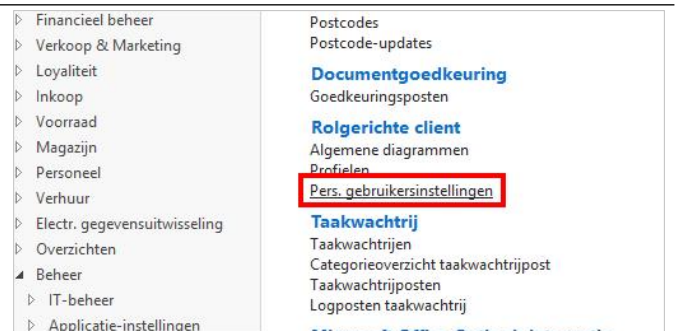 Financieel beheer
Verkoop & Marketing
Loyaliteit
Inkoop
Voorraad
Magazijn
Personeel
Verhuur
Electr. gegevensuitwisseling
Overzichten
Beheer
IT-beheer
Applicatie-instellingen
Postcodes
Postcode-updates
Documentgoedkeuring
Goedkeuringsposten
Rolgerichte client
Algemene diagrammen
Profielen
Pers. gebruikersinstellingen
Taakwachtrij
Taakwachtrijen
Categorieoverzicht taakwachtrijpost
Taakwachtrijposten
Logposten taakwachtrij